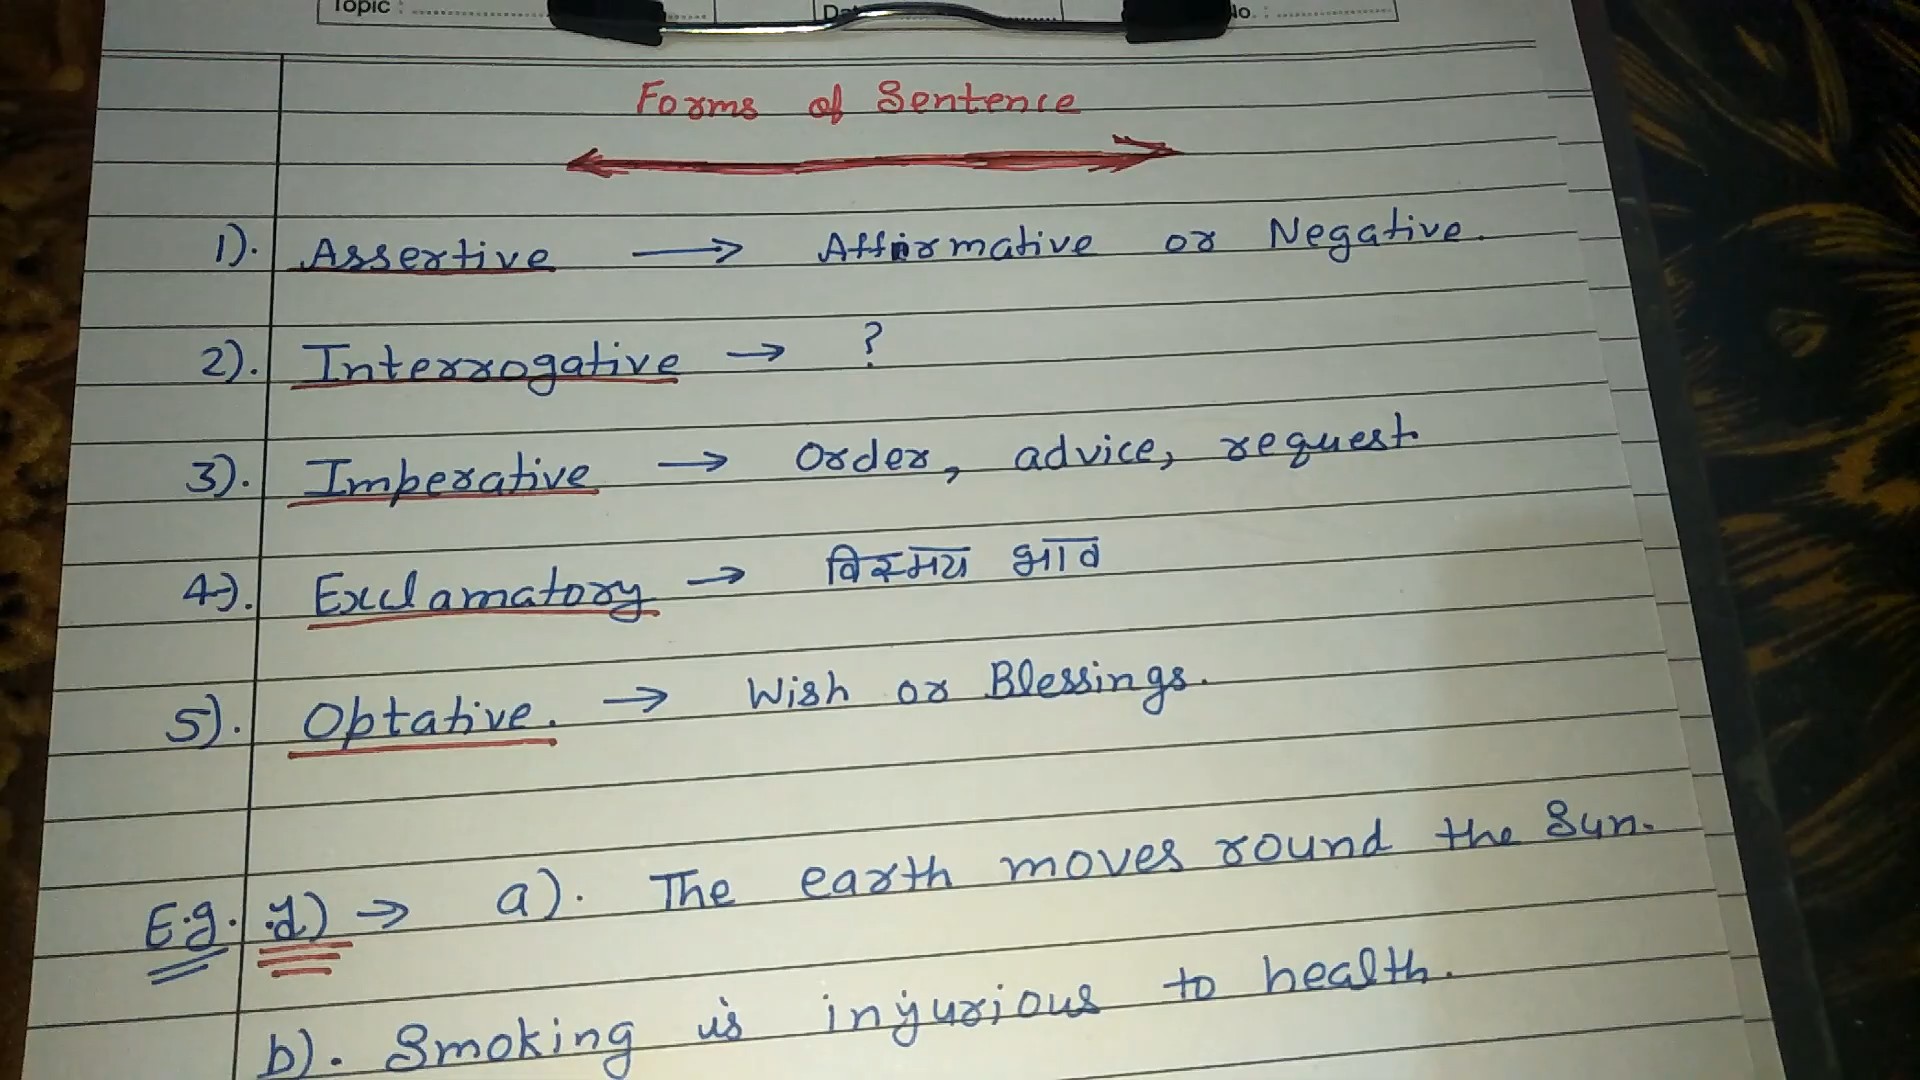 Topic :
Forms of Sentence
1). Assertive → Affirmative or Negative.
2). Interrogative → ?
3). Imperative → Order, advice, request.
4). Exclamatory → विस्मय भाव
5). Optative. → Wish or Blessings.
E.g. 1) → a). The earth moves round the Sun.
b). Smoking is injurious to health.